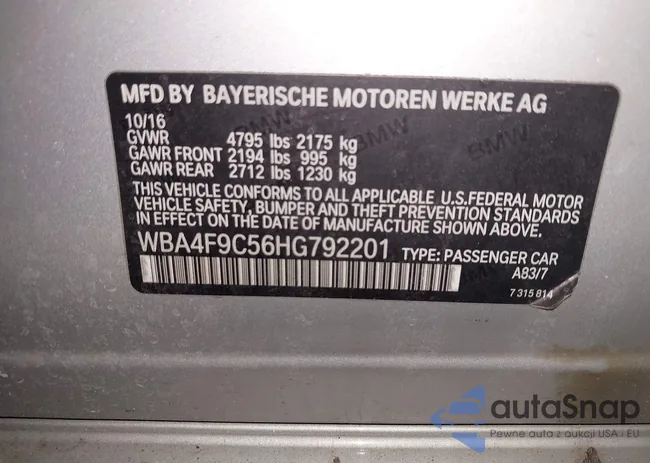 MFD BY BAYERISCHE MOTOREN WERKE AG
10/16
GVWR 4795 lbs 2175 kg
GAWR FRONT 2194 lbs 995 kg
GAWR REAR 2712 lbs 1230 kg
THIS VEHICLE CONFORMS TO ALL APPLICABLE U.S.FEDERAL MOTOR
VEHICLE SAFETY, BUMPER AND THEFT PREVENTION STANDARDS
IN EFFECT ON THE DATE OF MANUFACTURE SHOWN ABOVE.
WBA4F9C56HG792201 TYPE: PASSENGER CAR
A83/7
7 315 814
BMW
BMW
autaSnap
Pewne auta z aukcji USA i EU